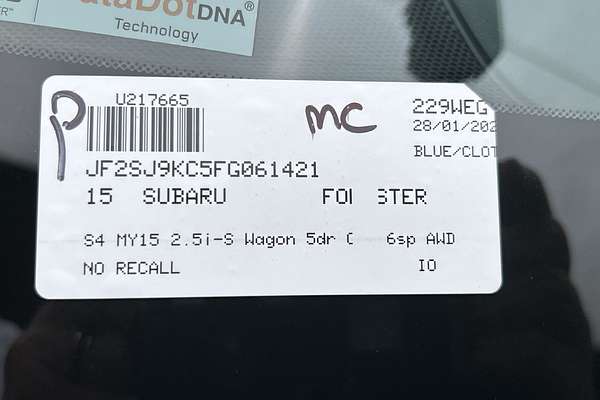 DataDotDNA®
Technology
P
U217665
MC
229WEG
28/01/202
JF2SJ9KC5FG061421
BLUE/CLOT
15 SUBARU FO STER
S4 MY15 2.5i-S Wagon 5dr 6sp AWD
NO RECALL IO